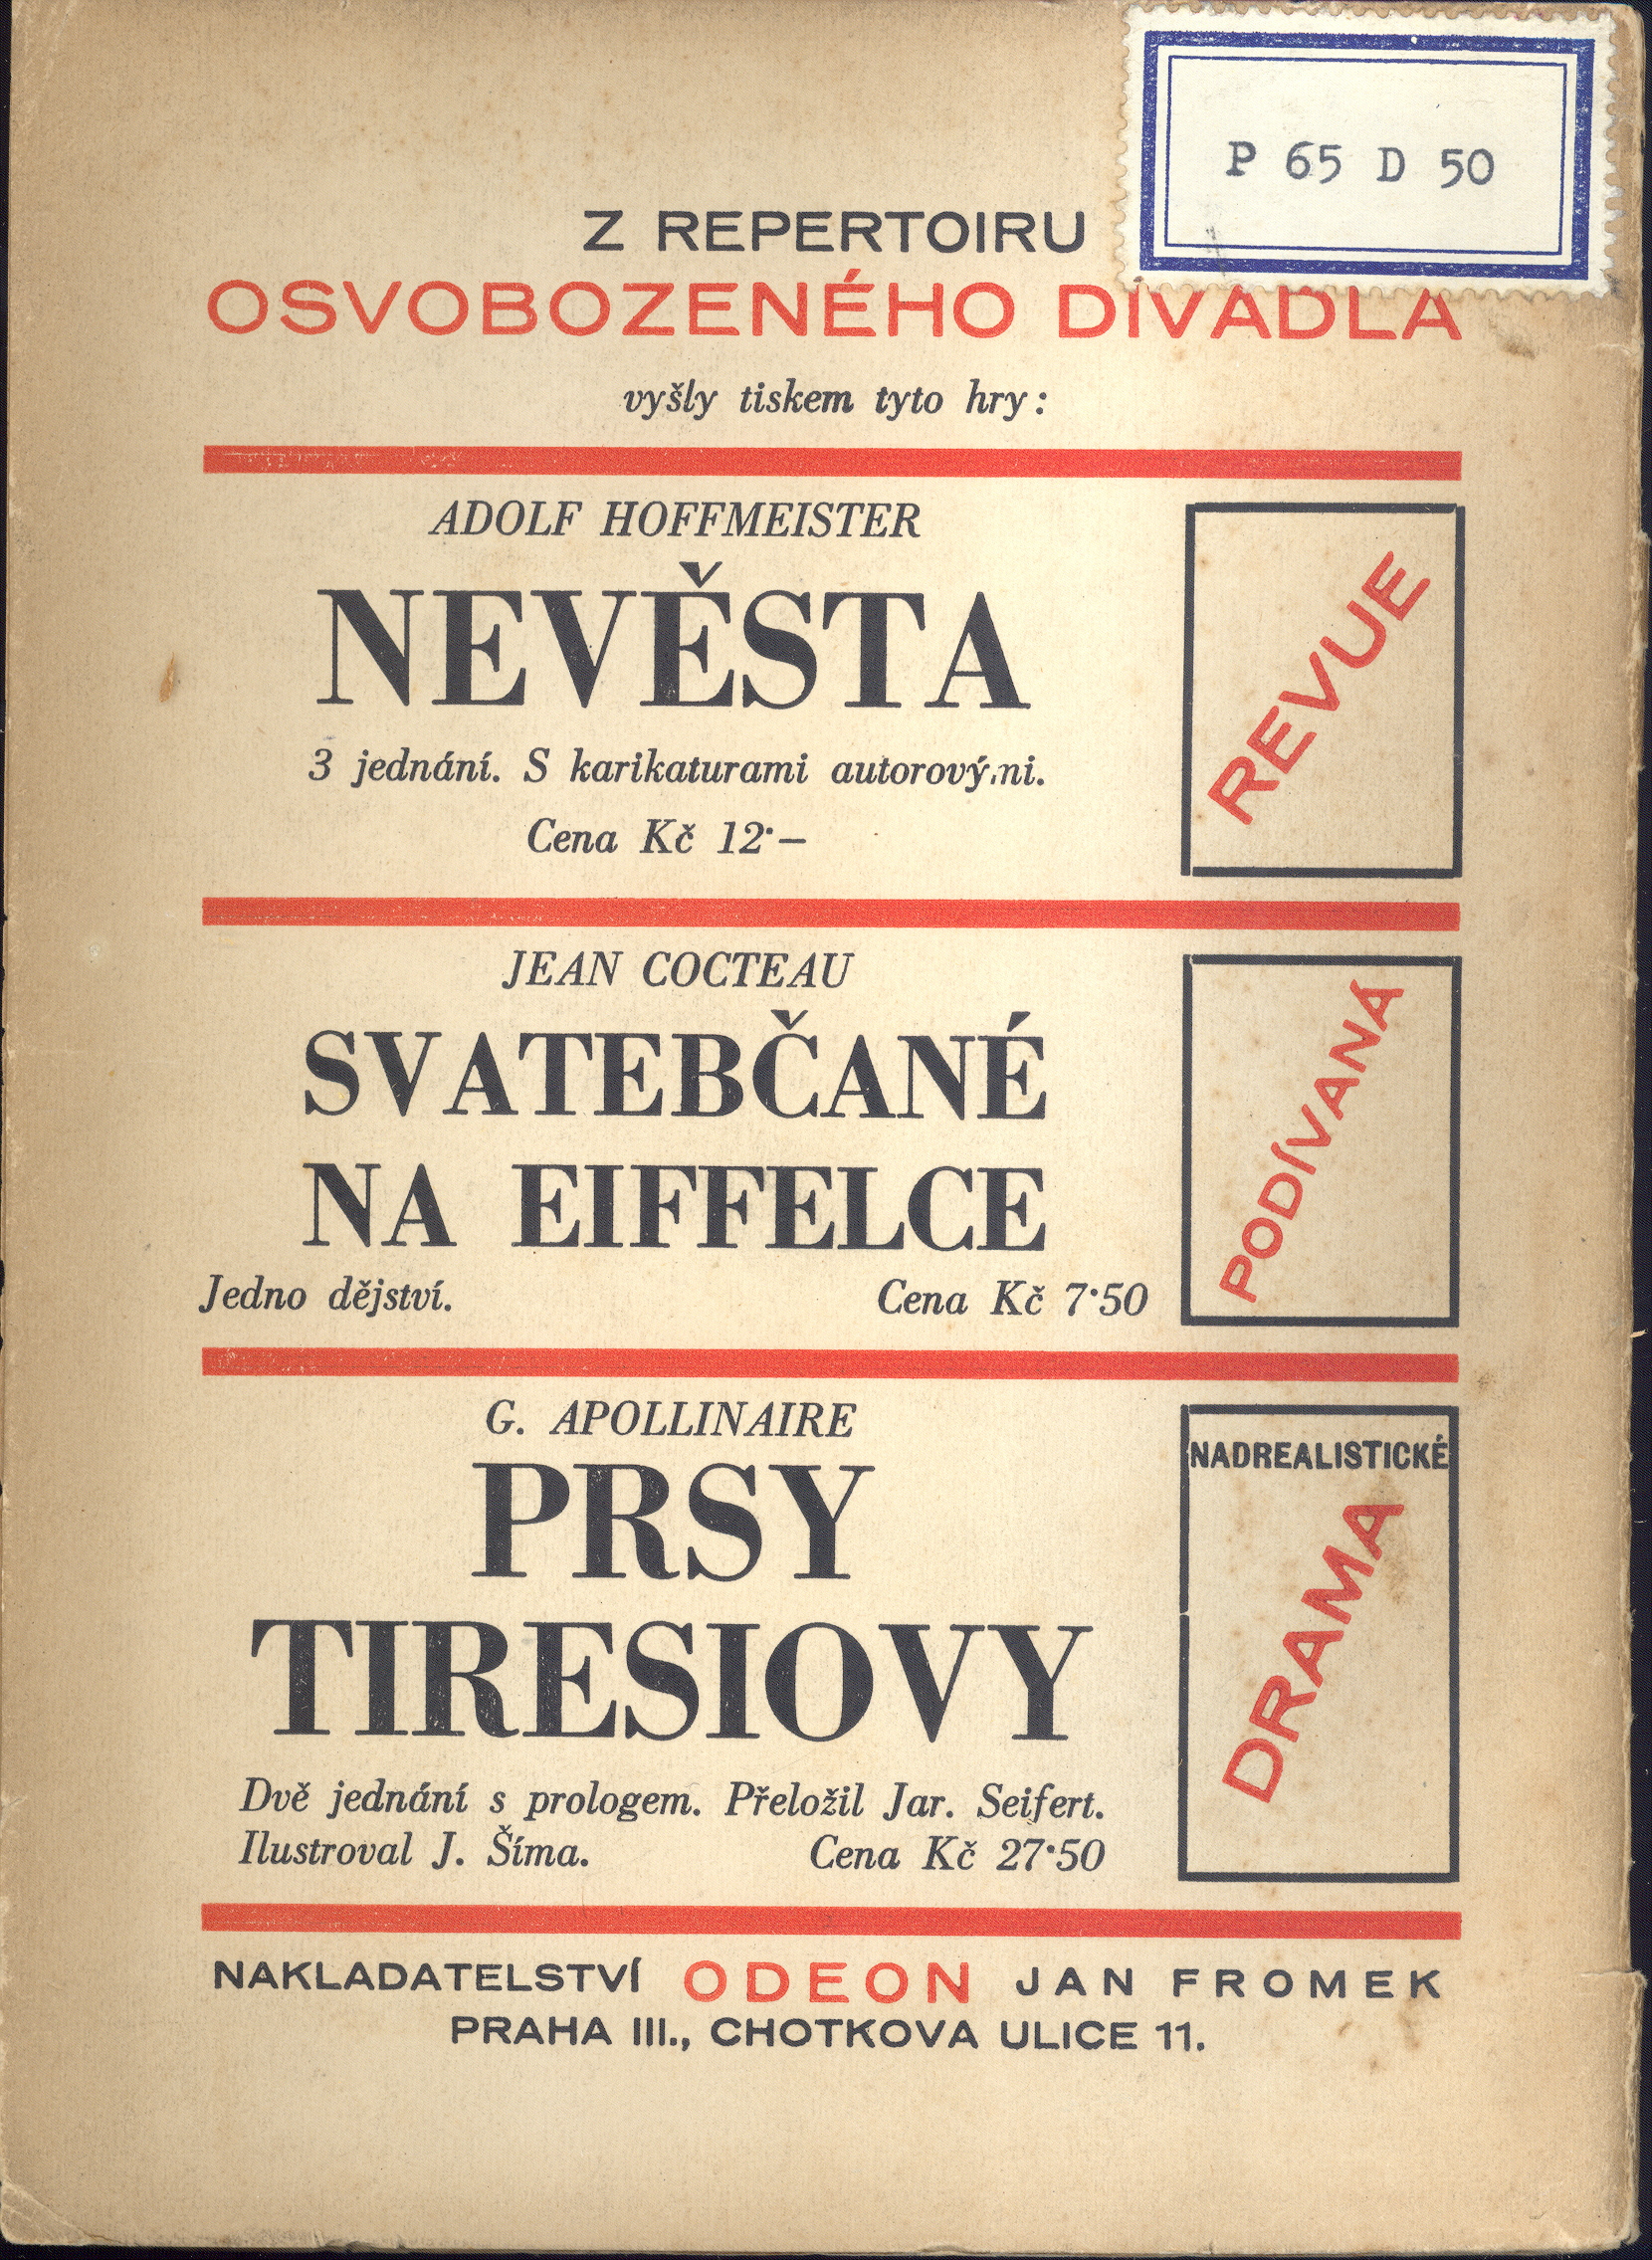 P 65 D 50
Z REPERTOIRU
OSVOBOZENÉHO DIVADLA
vyšly tiskem tyto hry:
ADOLF HOFFMEISTER
NEVĚSTA
3 jednání. S karikaturami autorovými.
Cena Kč 12·–
REVUE
JEAN COCTEAU
SVATEBČANÉ
NA EIFFELCE
Jedno dějství. Cena Kč 7·50
PODÍVANÁ
G. APOLLINAIRE
PRSY
TIRESIOVY
Dvě jednání s prologem. Přeložil Jar. Seifert.
Ilustroval J. Šíma. Cena Kč 27·50
NADREALISTICKÉ
DRAMA
NAKLADATELSTVÍ ODEON JAN FROMEK
PRAHA III., CHOTKOVA ULICE 11.